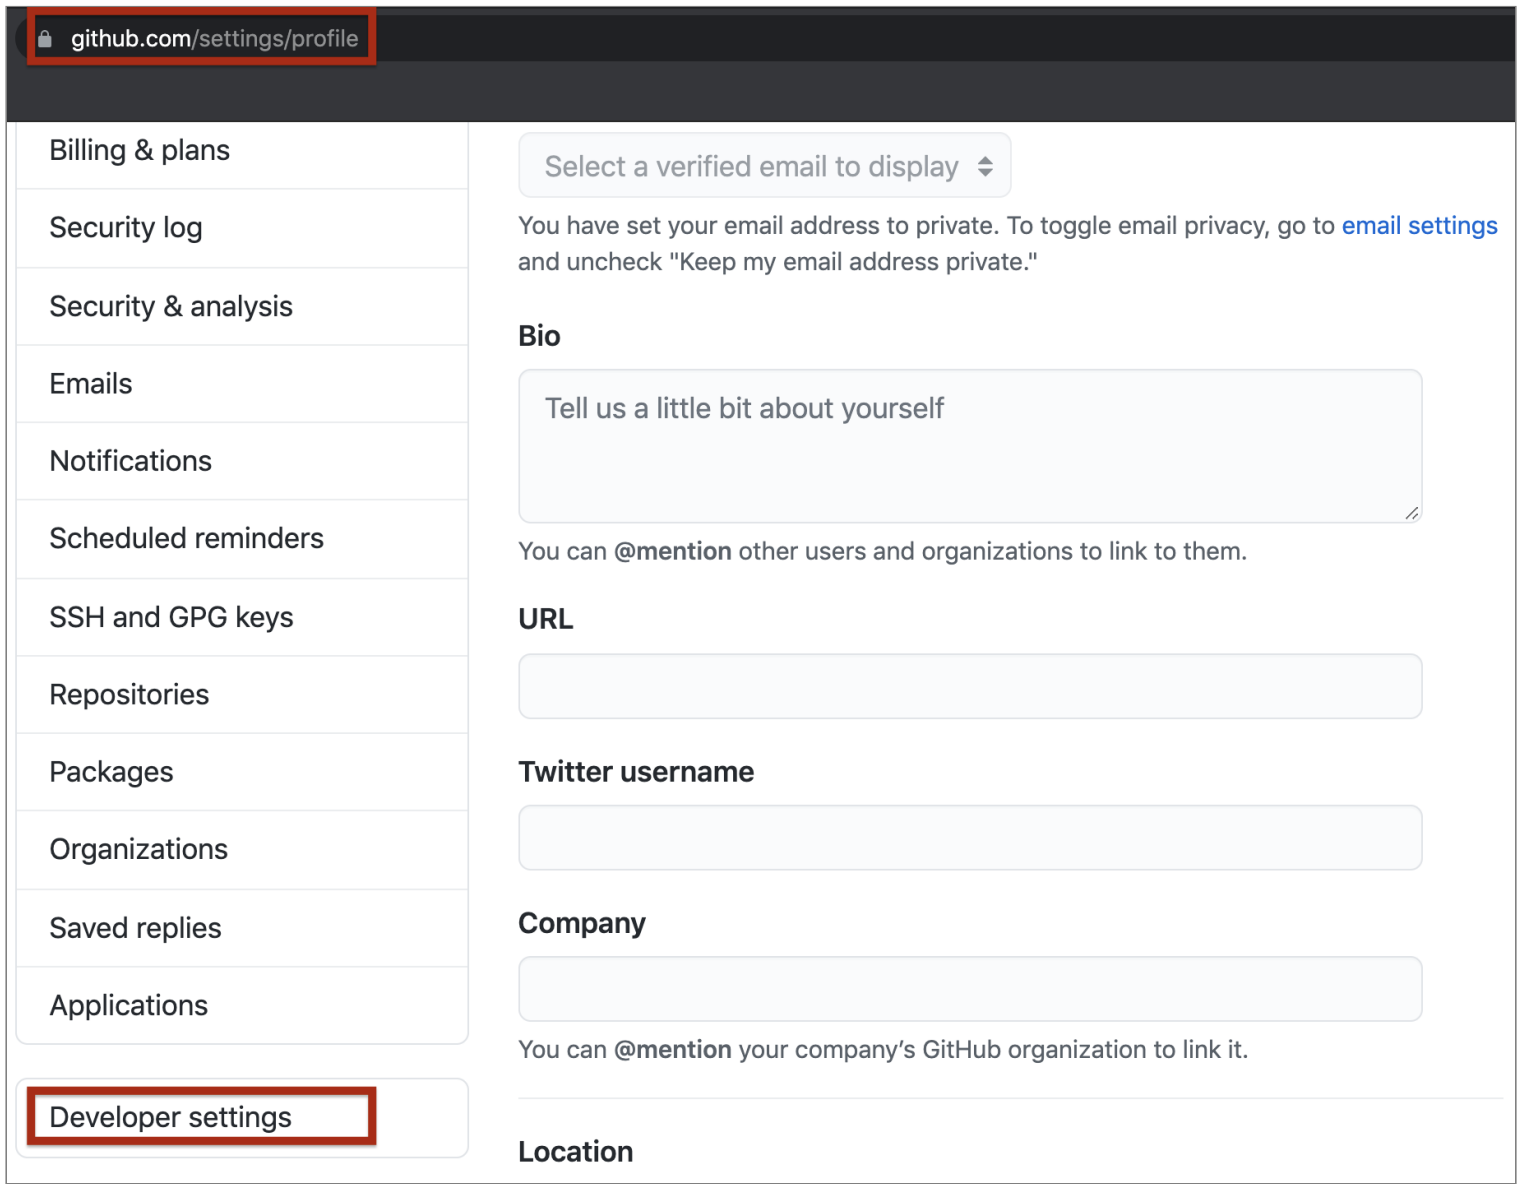 github.com/settings/profile
Billing & plans
Security log
Security & analysis
Emails
Notifications
Scheduled reminders
SSH and GPG keys
Repositories
Packages
Organizations
Saved replies
Applications
Developer settings
Select a verified email to display
You have set your email address to private. To toggle email privacy, go to email settings
and uncheck "Keep my email address private."
Bio
Tell us a little bit about yourself
You can @mention other users and organizations to link to them.
URL
Twitter username
Company
You can @mention your company’s GitHub organization to link it.
Location